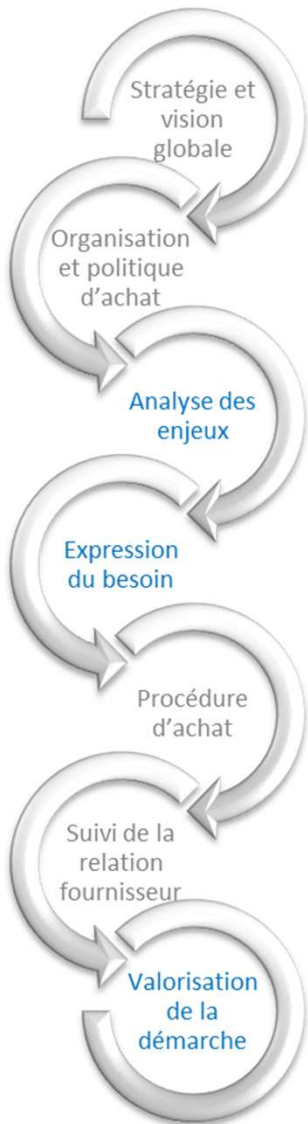 Stratégie et
vision
globale
Organisation
et politique
d'achat
Analyse des
enjeux
Expression
du besoin
Procédure
d'achat
Suivi de la
relation
fournisseur
Valorisation
de la
démarche